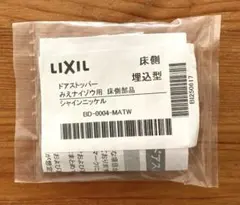 LIXIL
床側
埋込型
ドアストッパー
みえナイゾウ用 床側部品
シャインニッケル
BD-0004-MATW
BI250617